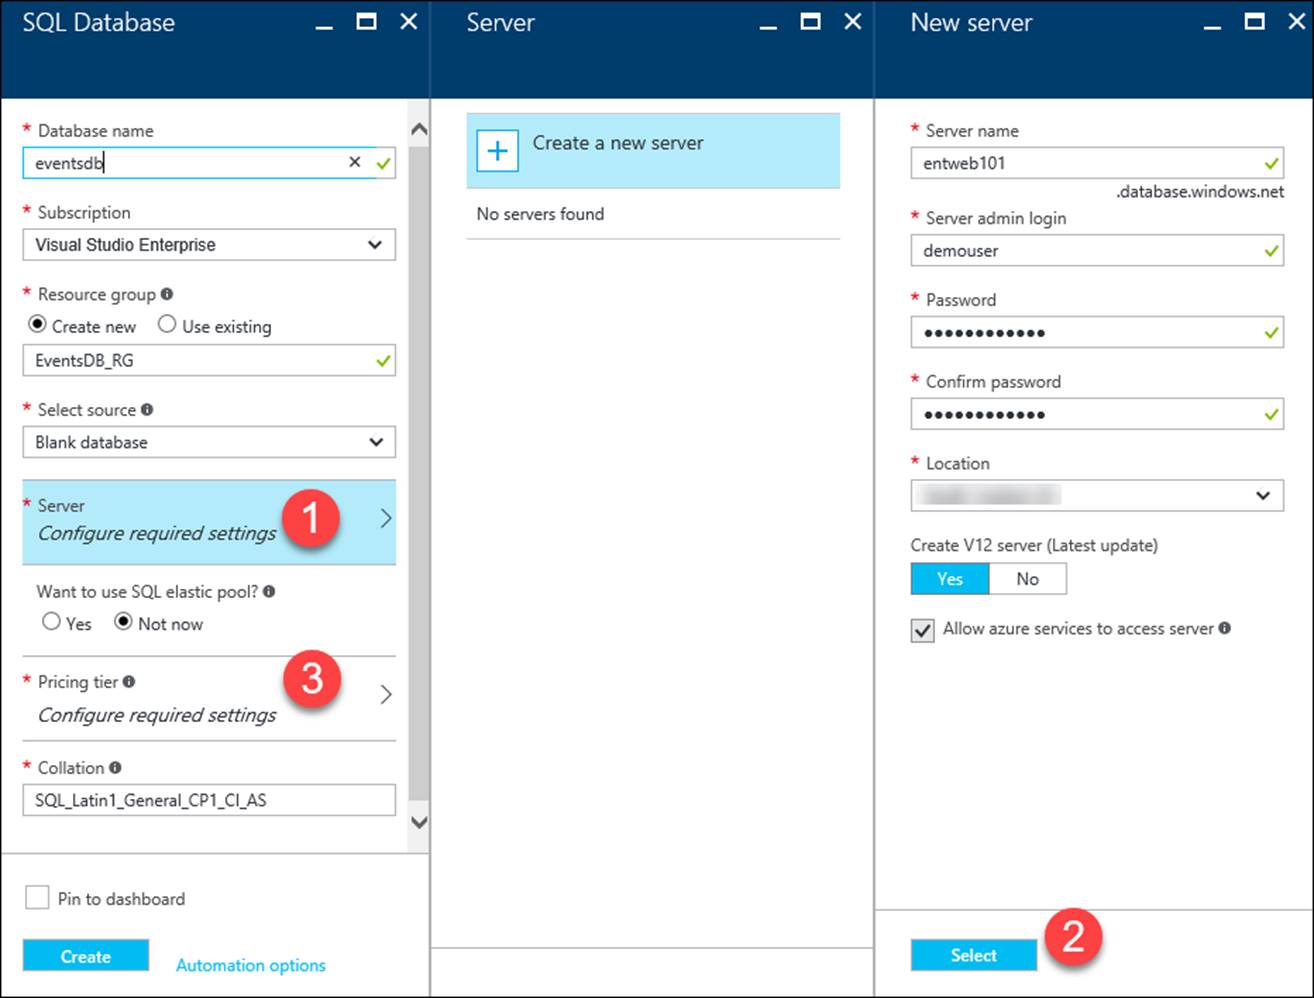 SQL Database
* Database name
eventsdb
* Subscription
Visual Studio Enterprise
* Resource group
Create new
Use existing
EventsDB_RG
* Select source
Blank database
* Server
Configure required settings
1
Want to use SQL elastic pool?
Yes
Not now
* Pricing tier
3
Configure required settings
* Collation
SQL_Latin1_General_CP1_CI_AS
Pin to dashboard
Create
Automation options
Server
Create a new server
No servers found
New server
* Server name
entweb101
.database.windows.net
* Server admin login
demouser
* Password
••••••••••••
* Confirm password
••••••••••••
* Location
Create V12 server (Latest update)
Yes
No
Allow azure services to access server
Select
2